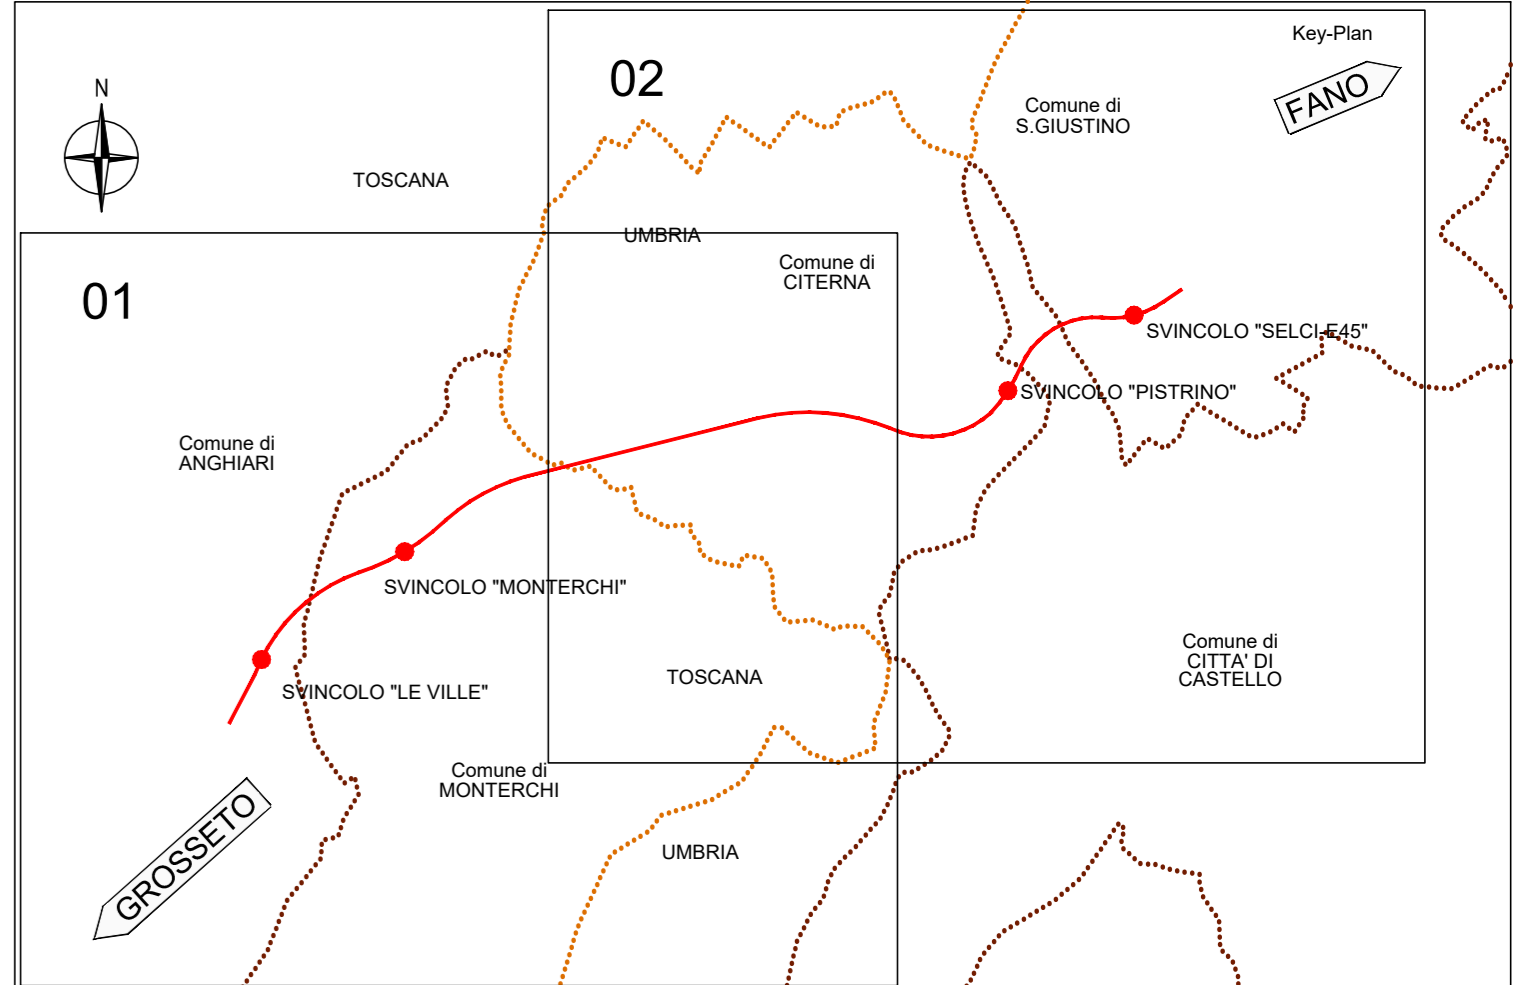 Key-Plan
02
N
FANO
Comune di
S.GIUSTINO
TOSCANA
UMBRIA
Comune di
CITERNA
01
SVINCOLO "SELCI-E45"
SVINCOLO "PISTRINO"
Comune di
ANGHIARI
SVINCOLO "MONTERCHI"
Comune di
CITTA' DI
CASTELLO
TOSCANA
SVINCOLO "LE VILLE"
Comune di
MONTERCHI
GROSSETO
UMBRIA